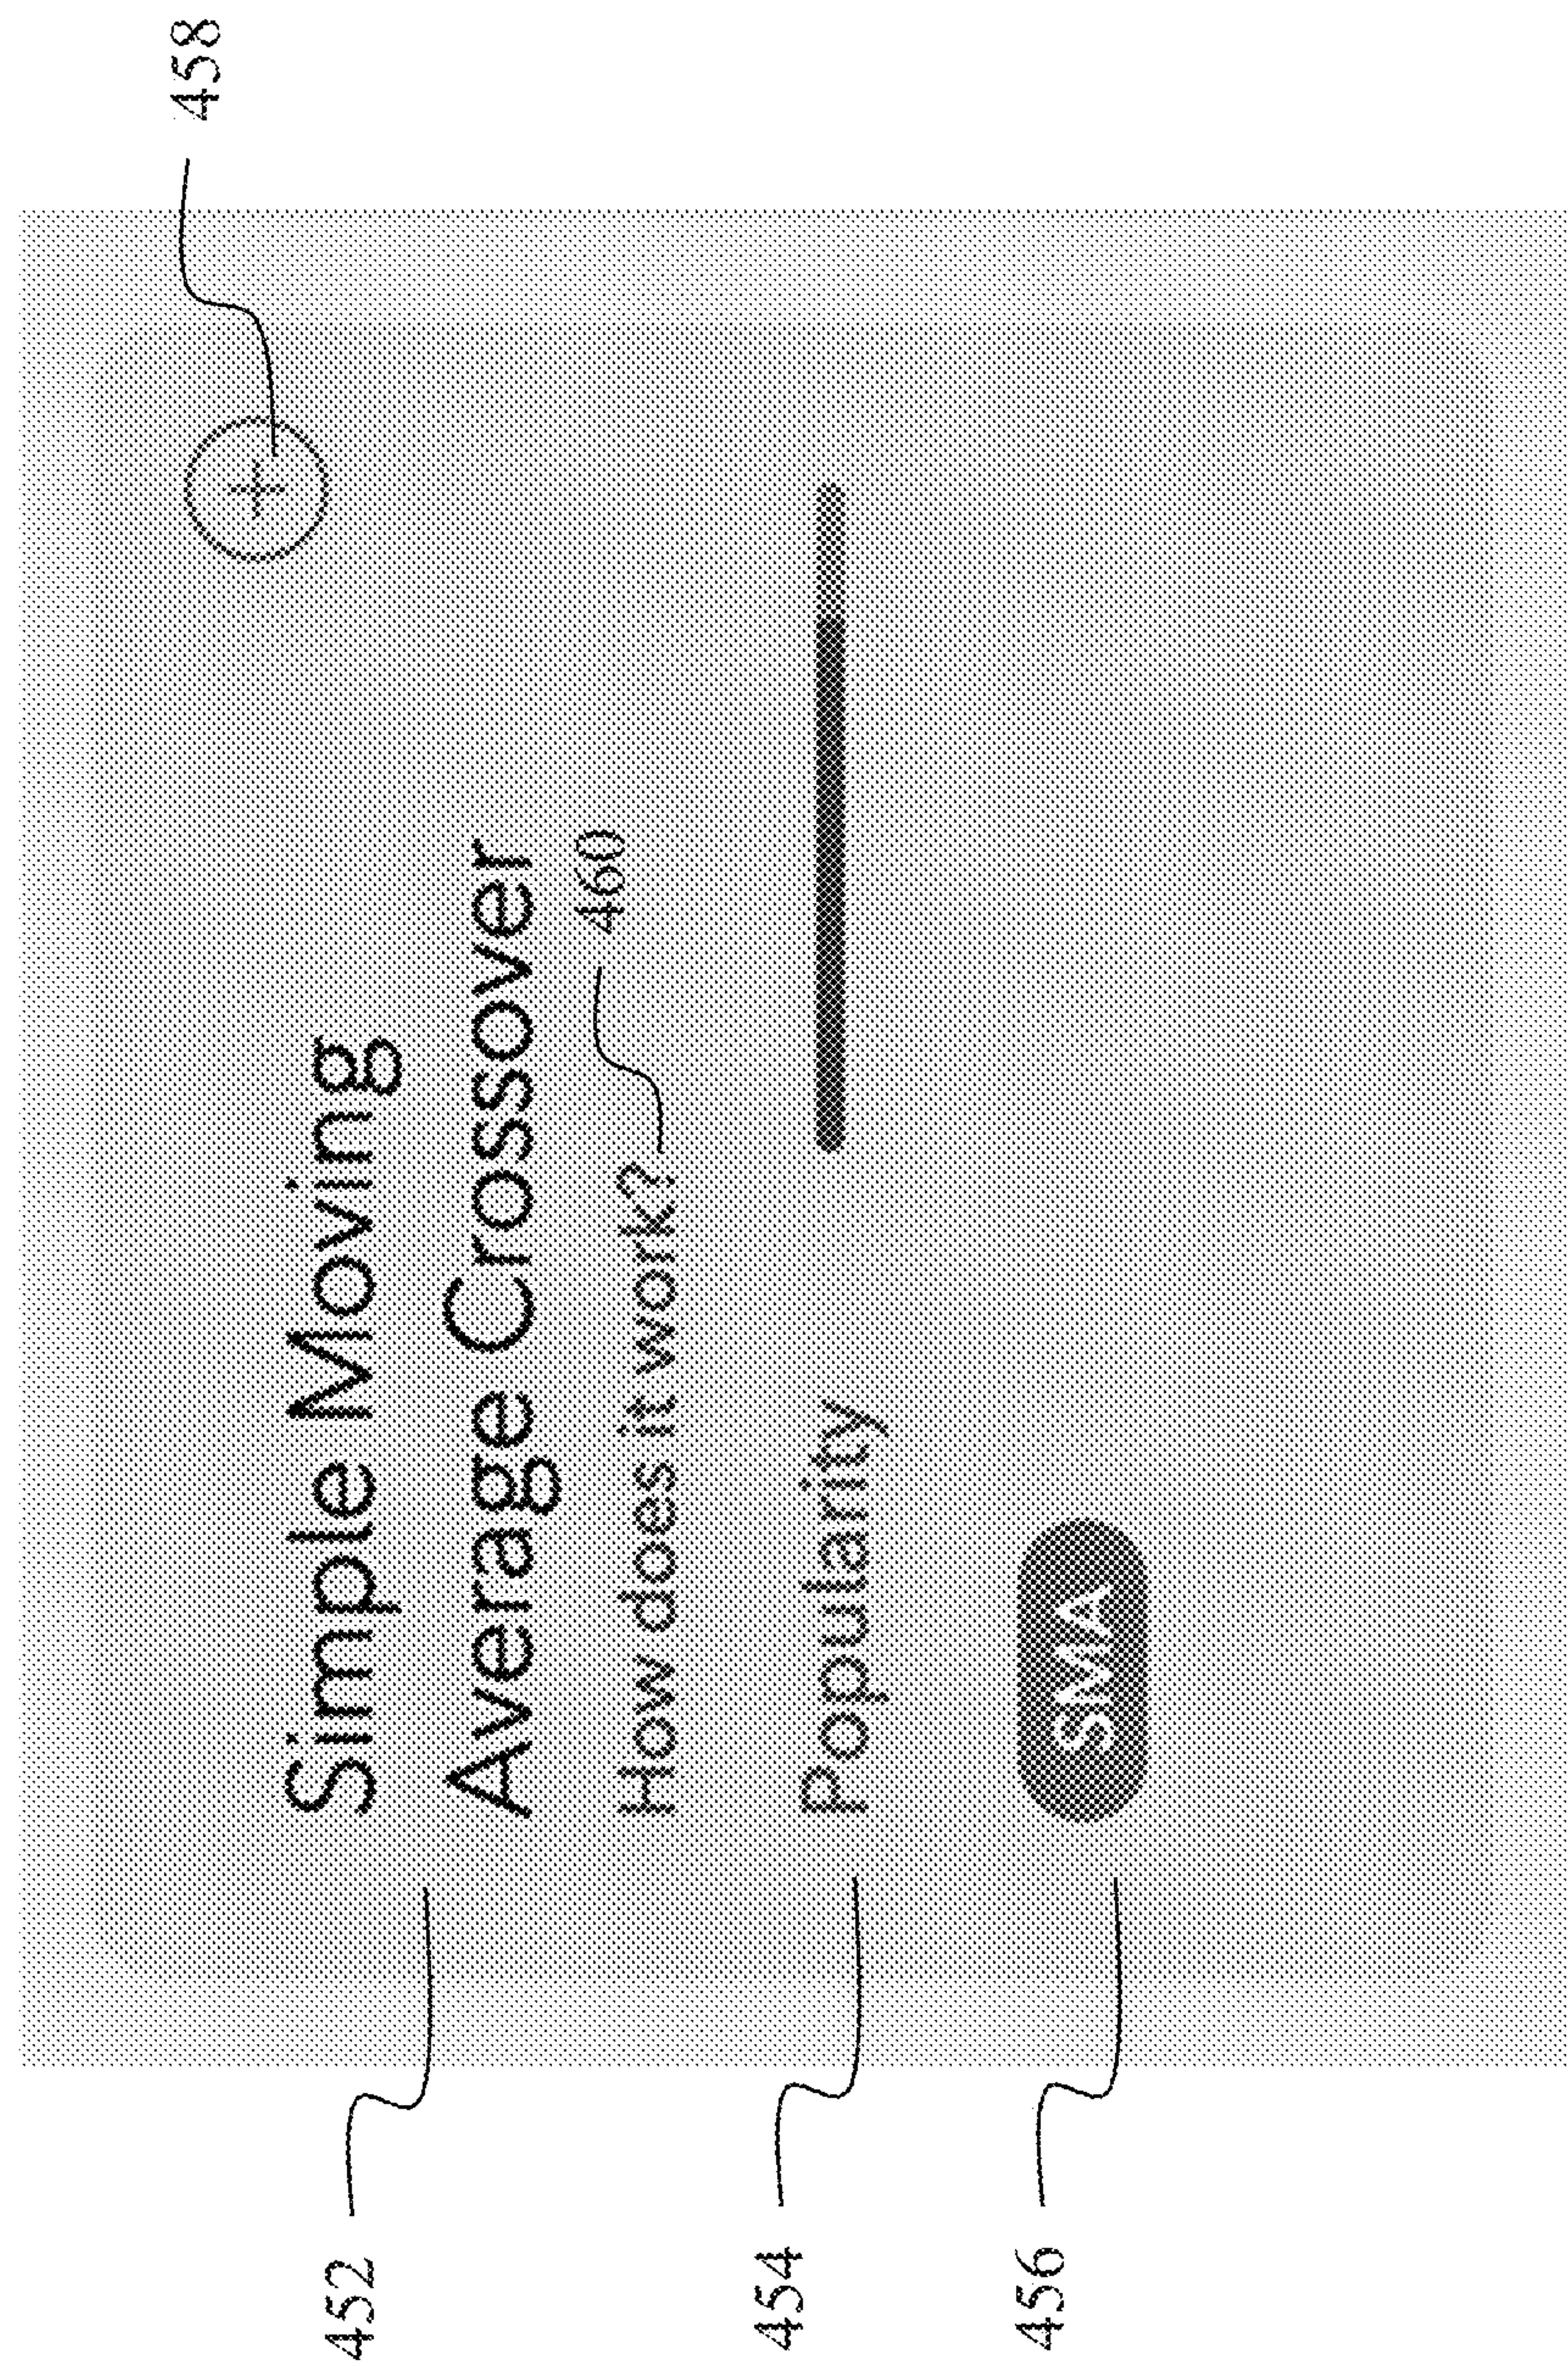 458
452
Simple Moving
Average Crossover
460
How does it work?
454
Popularity
456
SMA